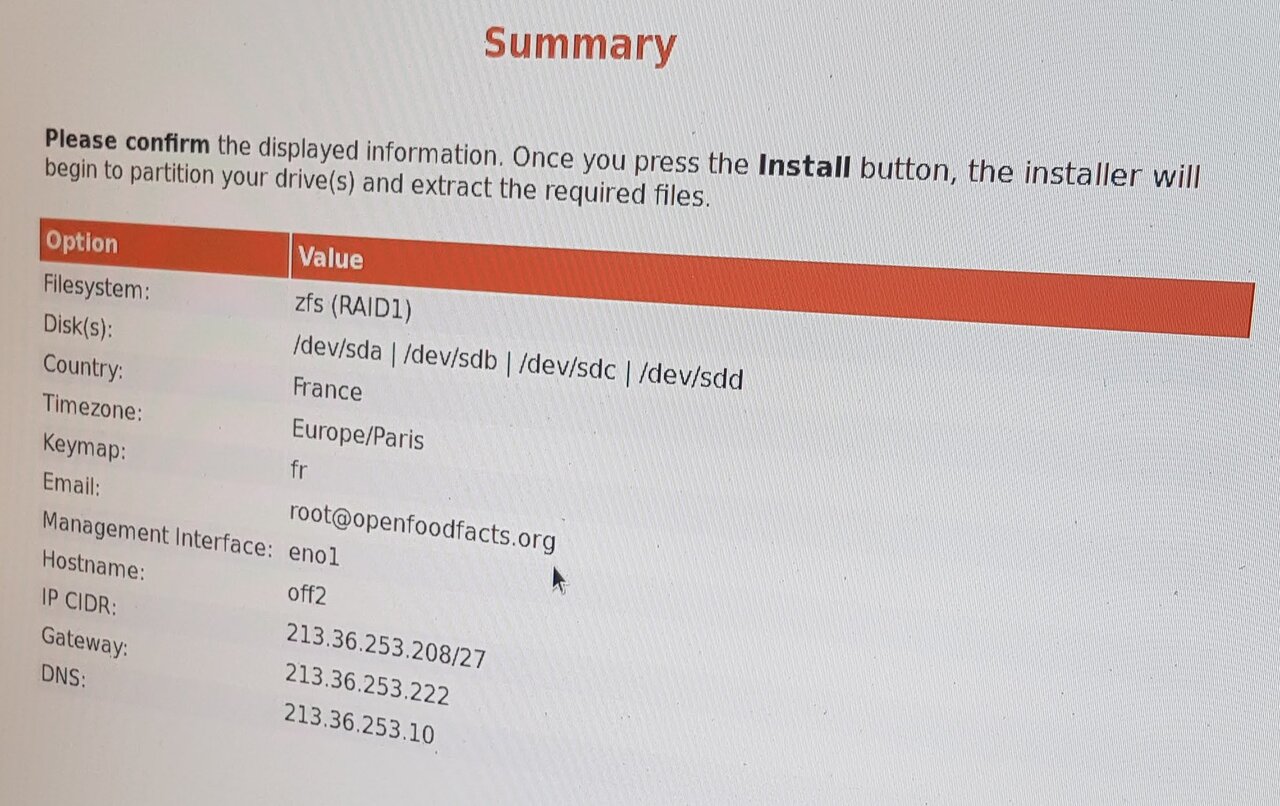 Summary
Please confirm the displayed information. Once you press the Install button, the installer will
begin to partition your drive(s) and extract the required files.
Option Value
Filesystem: zfs (RAID1)
Disk(s): /dev/sda | /dev/sdb | /dev/sdc | /dev/sdd
Country: France
Timezone: Europe/Paris
Keymap: fr
Email: root@openfoodfacts.org
Management Interface: eno1
Hostname: off2
IP CIDR: 213.36.253.208/27
Gateway: 213.36.253.222
DNS: 213.36.253.10